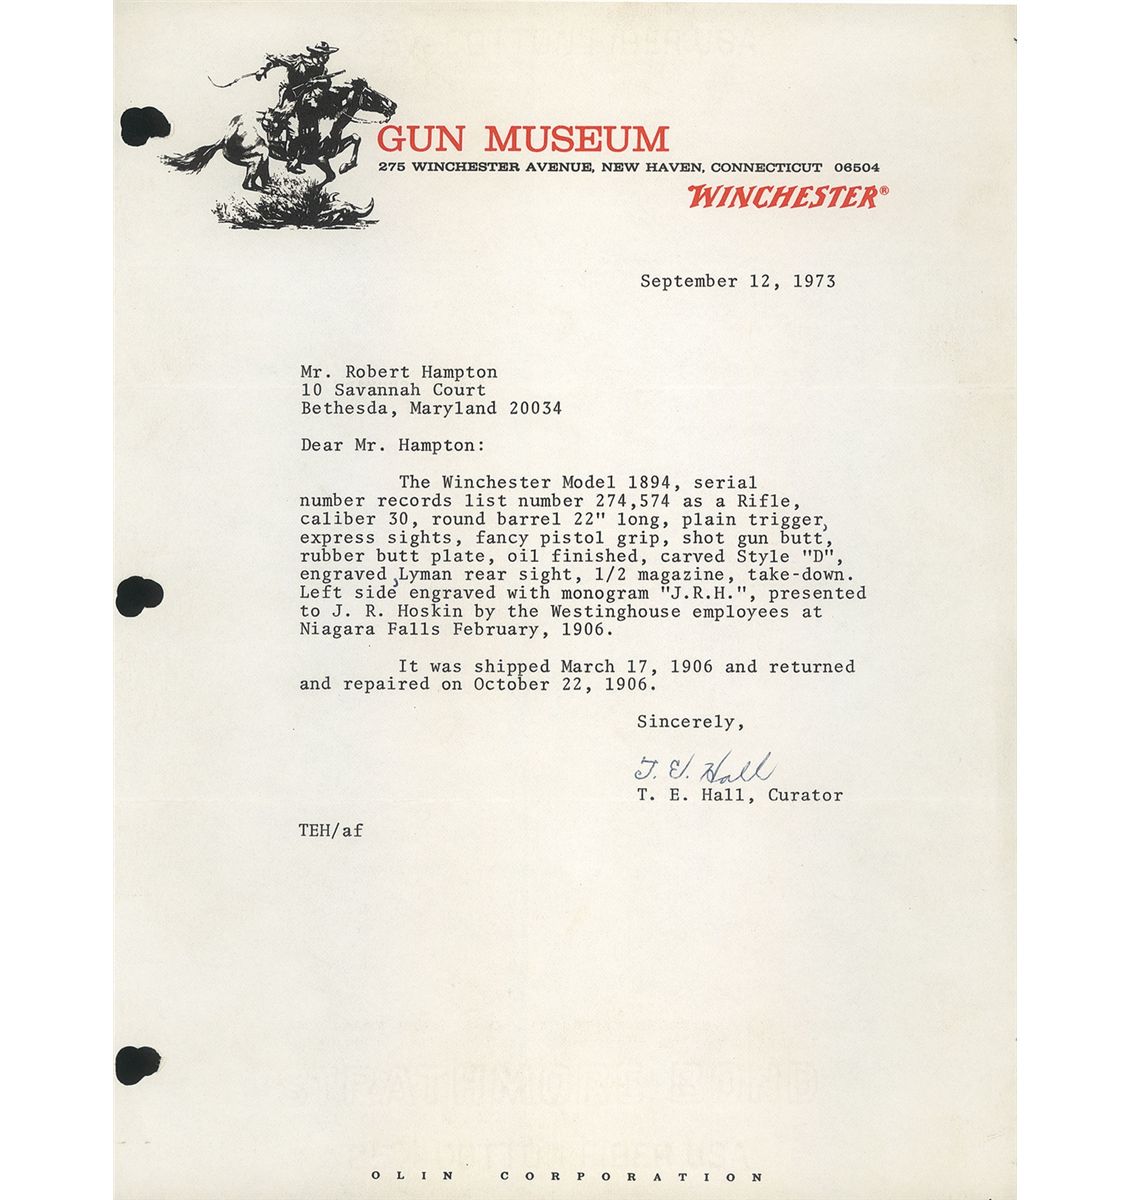 GUN MUSEUM
275 WINCHESTER AVENUE, NEW HAVEN, CONNECTICUT 06504
WINCHESTER®
September 12, 1973
Mr. Robert Hampton
10 Savannah Court
Bethesda, Maryland 20034
Dear Mr. Hampton:
The Winchester Model 1894, serial
number records list number 274,574 as a Rifle,
caliber 30, round barrel 22" long, plain trigger,
express sights, fancy pistol grip, shot gun butt,
rubber butt plate, oil finished, carved Style "D",
engraved, Lyman rear sight, 1/2 magazine, take-down.
Left side engraved with monogram "J.R.H.", presented
to J. R. Hoskin by the Westinghouse employees at
Niagara Falls February, 1906.
It was shipped March 17, 1906 and returned
and repaired on October 22, 1906.
Sincerely,
T. E. Hall
T. E. Hall, Curator
TEH/af
OLIN CORPORATION